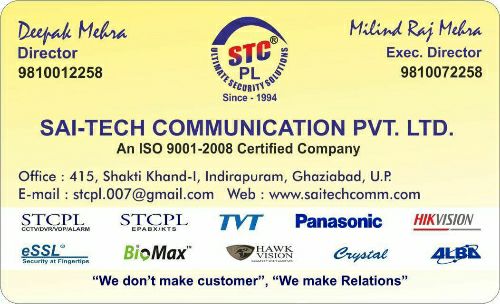 Deepak Mehra
Director
9810012258
STC®
PL
ULTIMATE SECURITY SOLUTIONS
Since - 1994
Milind Raj Mehra
Exec. Director
9810072258
SAI-TECH COMMUNICATION PVT. LTD.
An ISO 9001-2008 Certified Company
Office : 415, Shakti Khand-I, Indirapuram, Ghaziabad, U.P.
E-mail : stcpl.007@gmail.com Web : www.saitechcomm.com
STCPL STCPL TVT Panasonic HIKVISION
CCTV/DVR/VDP/ALARM EPABX/KTS
eSSL® BioMax™ HAWK VISION Crystal ALBA
Security at Fingertips
“We don't make customer”, “We make Relations”